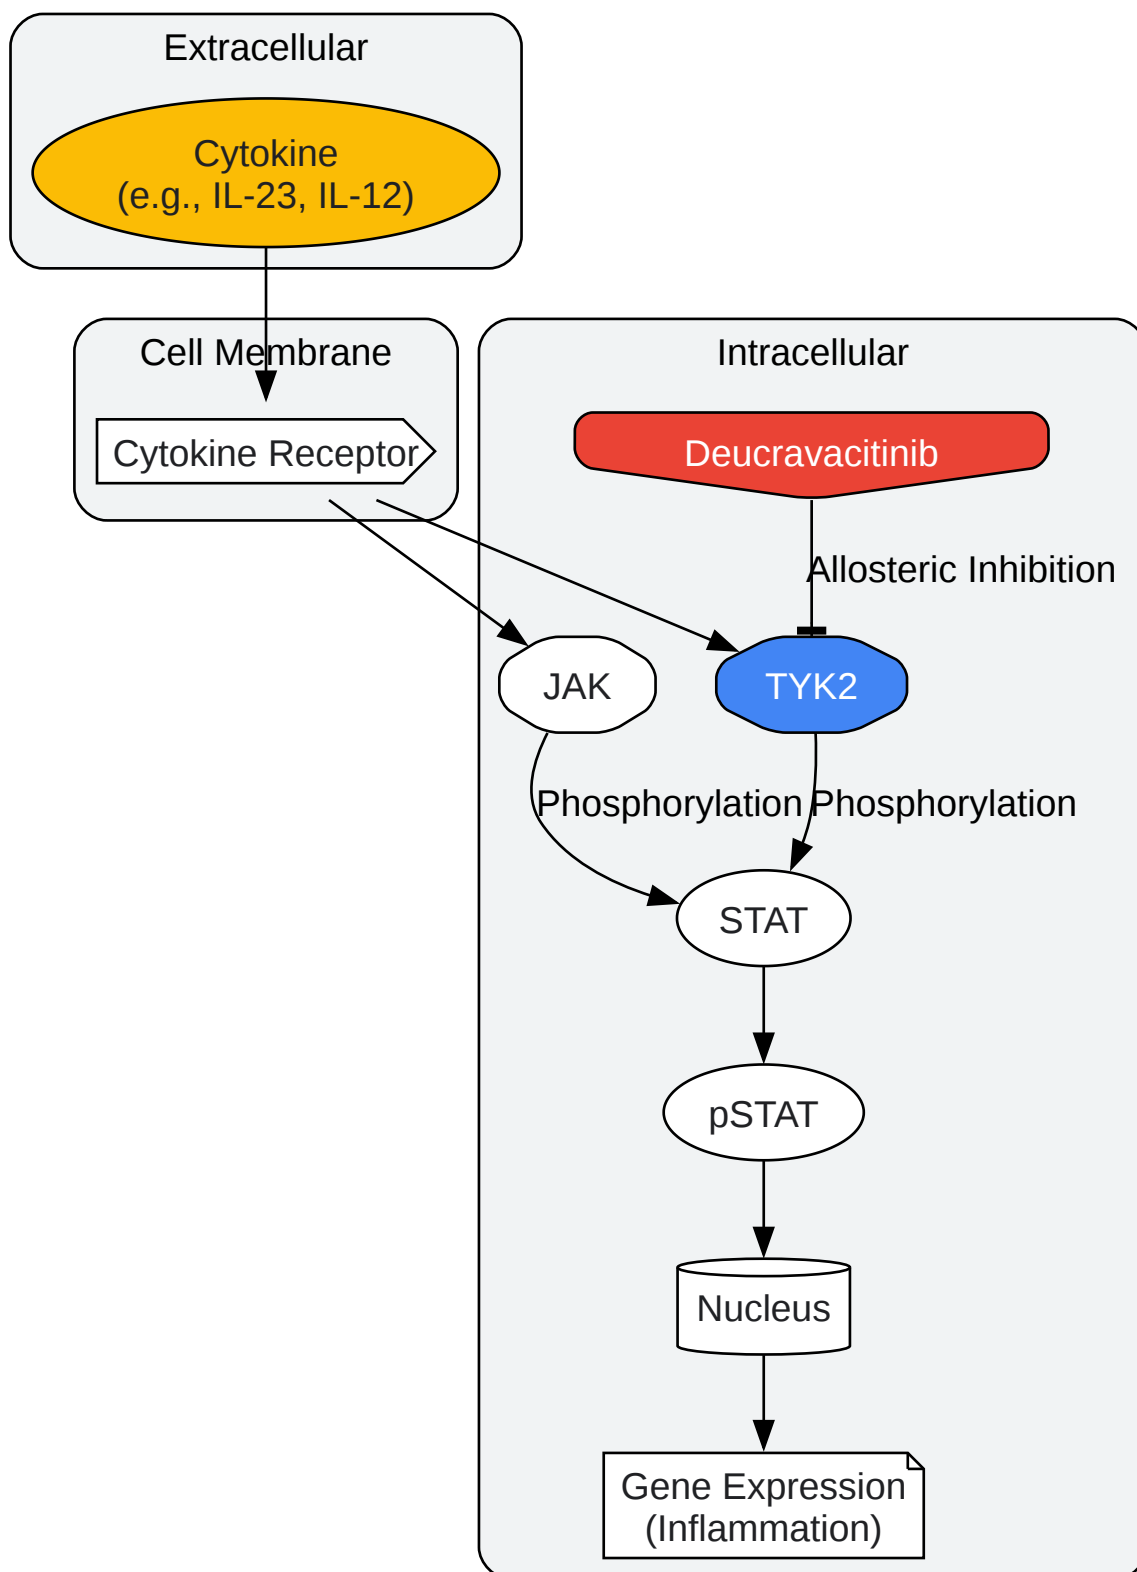 Extracellular
Cytokine
(e.g., IL-23, IL-12)
Cell Membrane
Cytokine Receptor
Intracellular
Deucravacitinib
Allosteric Inhibition
JAK
TYK2
Phosphorylation
Phosphorylation
STAT
pSTAT
Nucleus
Gene Expression
(Inflammation)